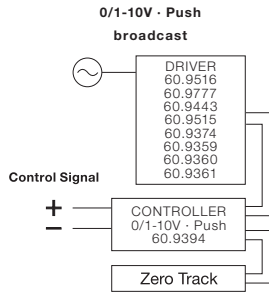 0/1-10V · Push
broadcast
DRIVER
60.9516
60.9777
60.9443
60.9515
60.9374
60.9359
60.9360
60.9361
Control Signal
+
−
CONTROLLER
0/1-10V · Push
60.9394
Zero Track